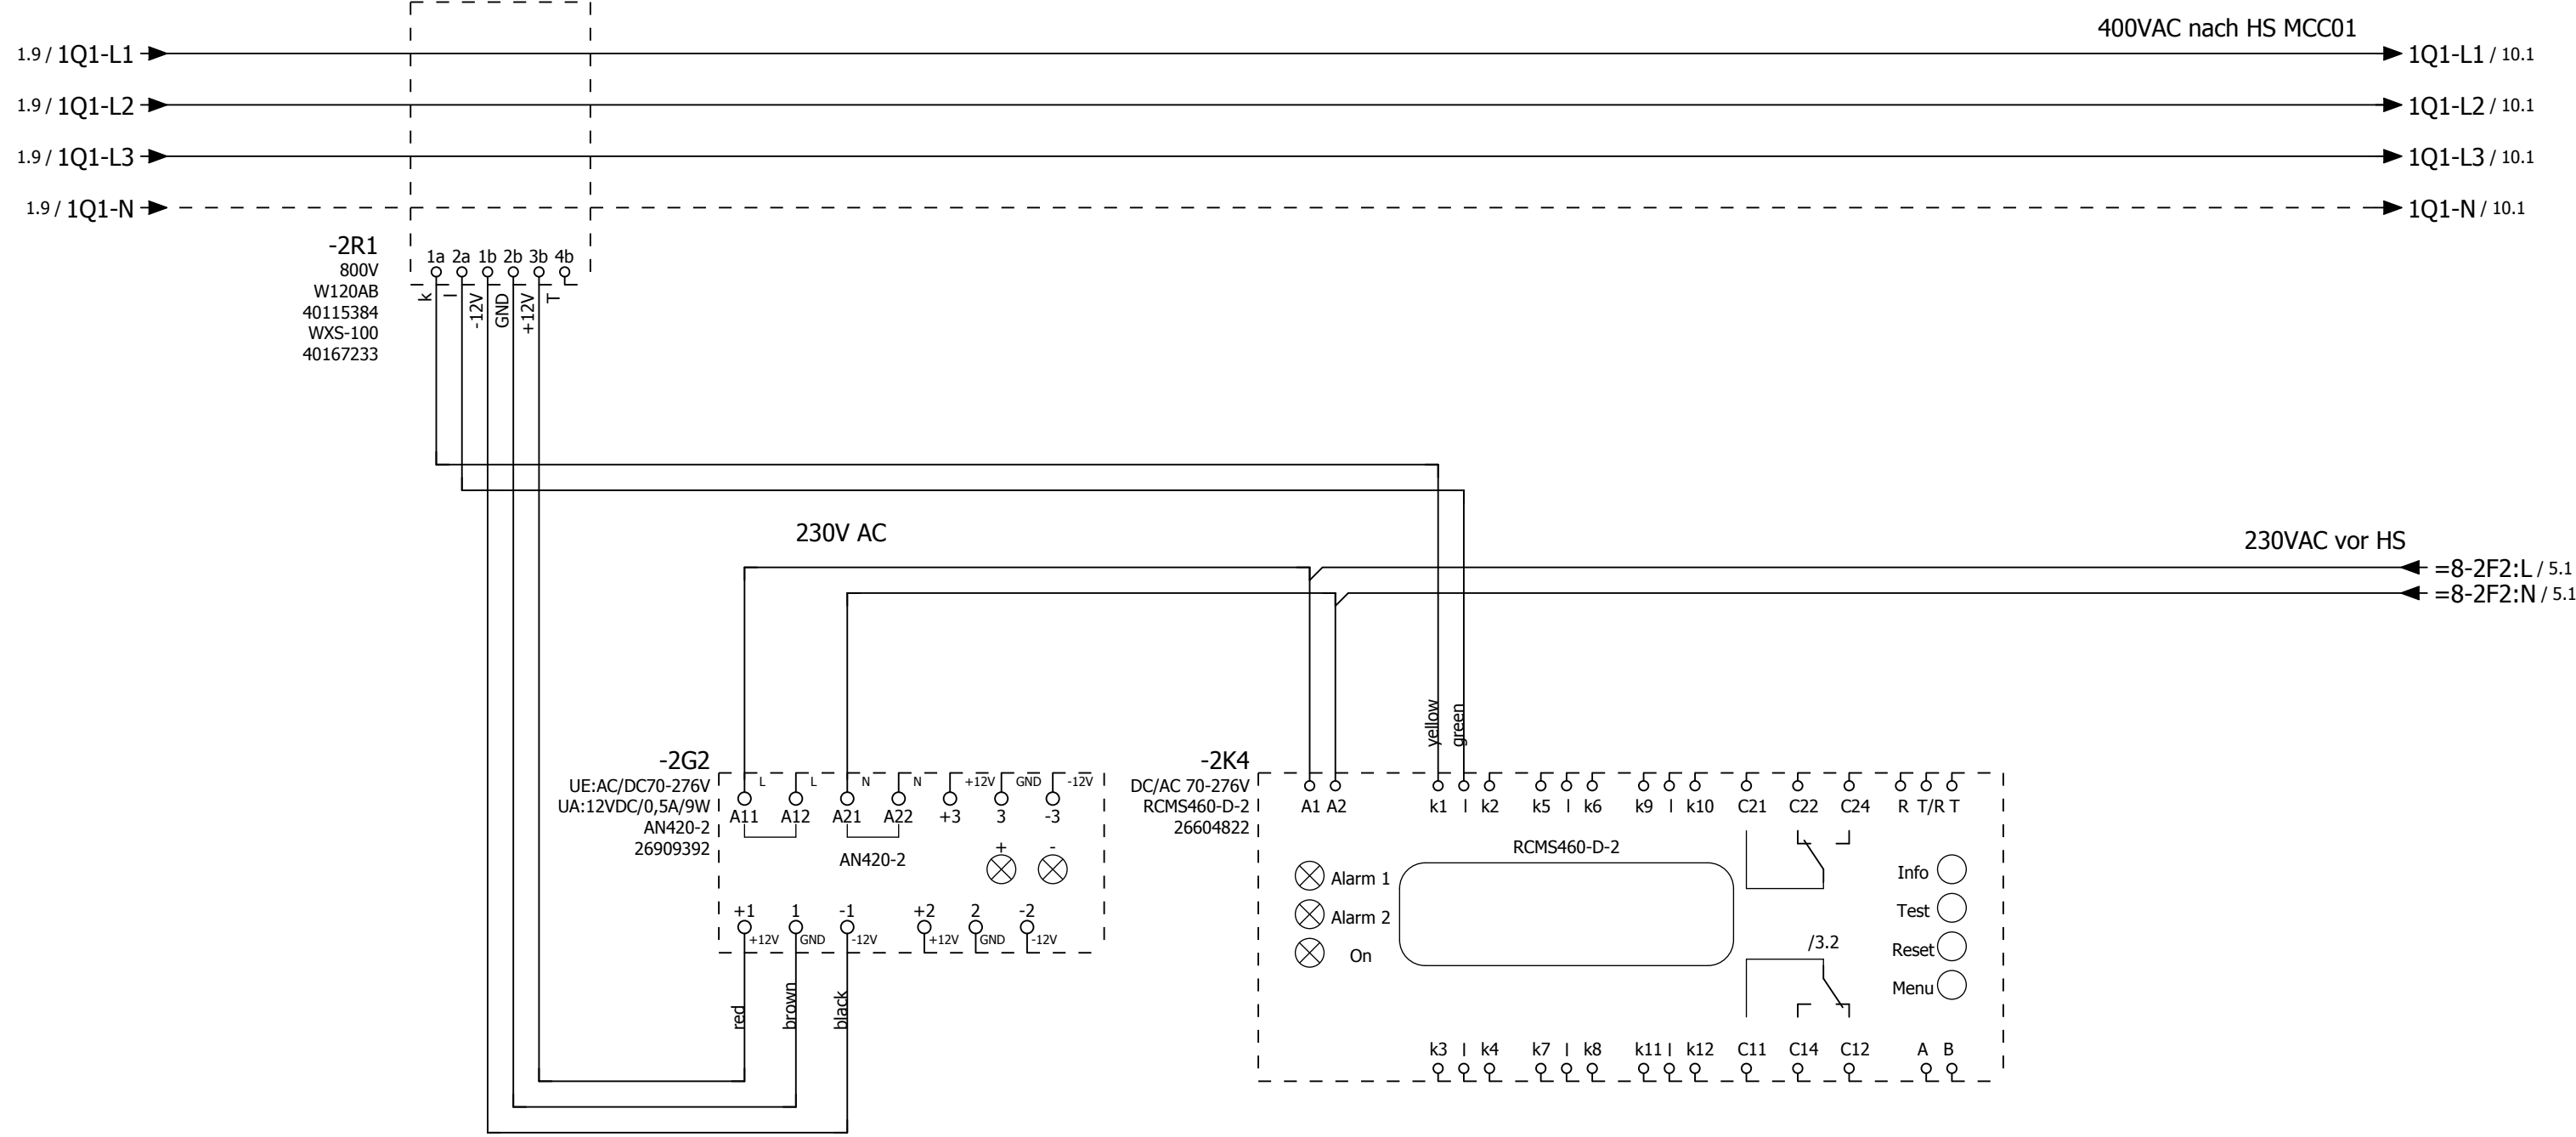 400VAC nach HS MCC01
1.9 / 1Q1-L1
1Q1-L1 / 10.1
1.9 / 1Q1-L2
1Q1-L2 / 10.1
1.9 / 1Q1-L3
1Q1-L3 / 10.1
1.9 / 1Q1-N
1Q1-N / 10.1
-2R1
800V
W120AB
40115384
WXS-100
40167233
1a 2a 1b 2b 3b 4b
k l -12V GND +12V T
230V AC
230VAC vor HS
=8-2F2:L / 5.1
=8-2F2:N / 5.1
yellow green
-2G2
UE:AC/DC70-276V
UA:12VDC/0,5A/9W
AN420-2
26909392
L L N N +12V GND -12V
A11 A12 A21 A22 +3 3 -3
AN420-2
+ -
+1 1 -1 +2 2 -2
+12V GND -12V +12V GND -12V
red brown black
-2K4
DC/AC 70-276V
RCMS460-D-2
26604822
A1 A2 k1 l k2 k5 l k6 k9 l k10 C21 C22 C24 R T/R T
RCMS460-D-2
Alarm 1
Alarm 2
On
Info
Test
Reset
Menu
/3.2
k3 l k4 k7 l k8 k11 l k12 C11 C14 C12 A B